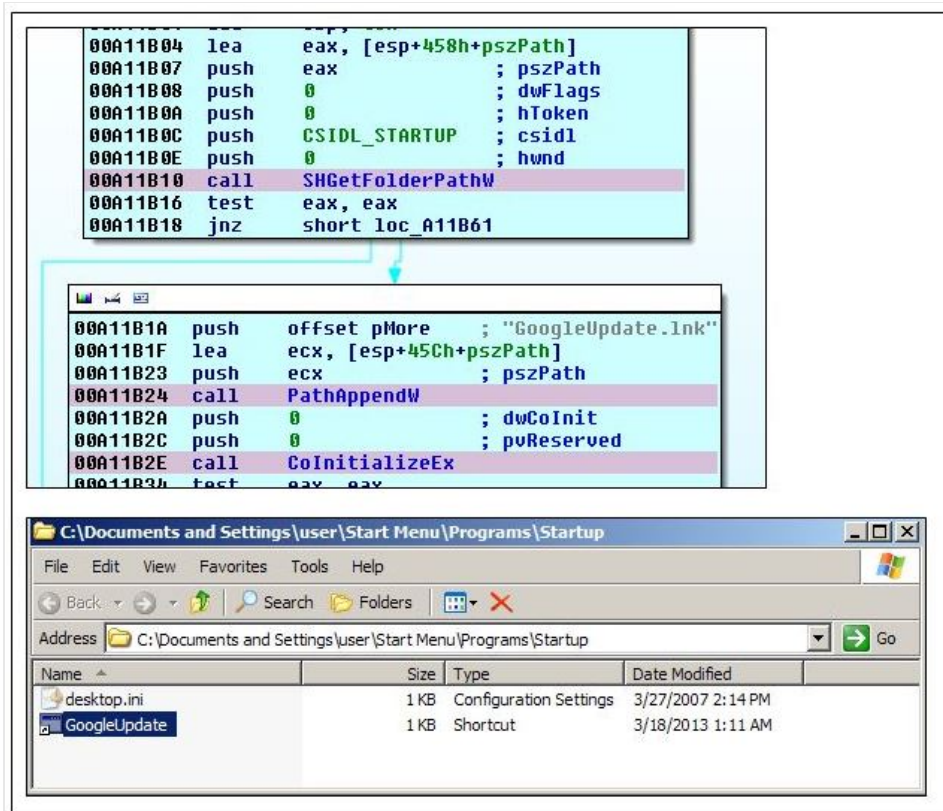 00A11B04 lea eax, [esp+458h+pszPath]
00A11B07 push eax ; pszPath
00A11B08 push 0 ; dwFlags
00A11B0A push 0 ; hToken
00A11B0C push CSIDL_STARTUP ; csidl
00A11B0E push 0 ; hwnd
00A11B10 call SHGetFolderPathW
00A11B16 test eax, eax
00A11B18 jnz short loc_A11B61
00A11B1A push offset pMore ; "GoogleUpdate.lnk"
00A11B1F lea ecx, [esp+45Ch+pszPath]
00A11B23 push ecx ; pszPath
00A11B24 call PathAppendW
00A11B2A push 0 ; dwCoInit
00A11B2C push 0 ; pvReserved
00A11B2E call CoInitializeEx
00A11B34 test eax, eax
C:\Documents and Settings\user\Start Menu\Programs\Startup
File Edit View Favorites Tools Help
Back Search Folders
Address C:\Documents and Settings\user\Start Menu\Programs\Startup Go
Name Size Type Date Modified
desktop.ini 1 KB Configuration Settings 3/27/2007 2:14 PM
GoogleUpdate 1 KB Shortcut 3/18/2013 1:11 AM